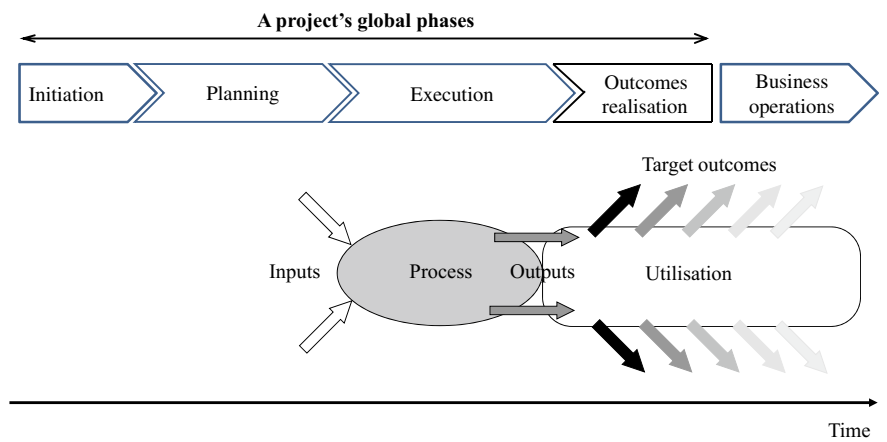 A project's global phases
Initiation
Planning
Execution
Outcomes
realisation
Business
operations
Target outcomes
Inputs
Process
Outputs
Utilisation
Time